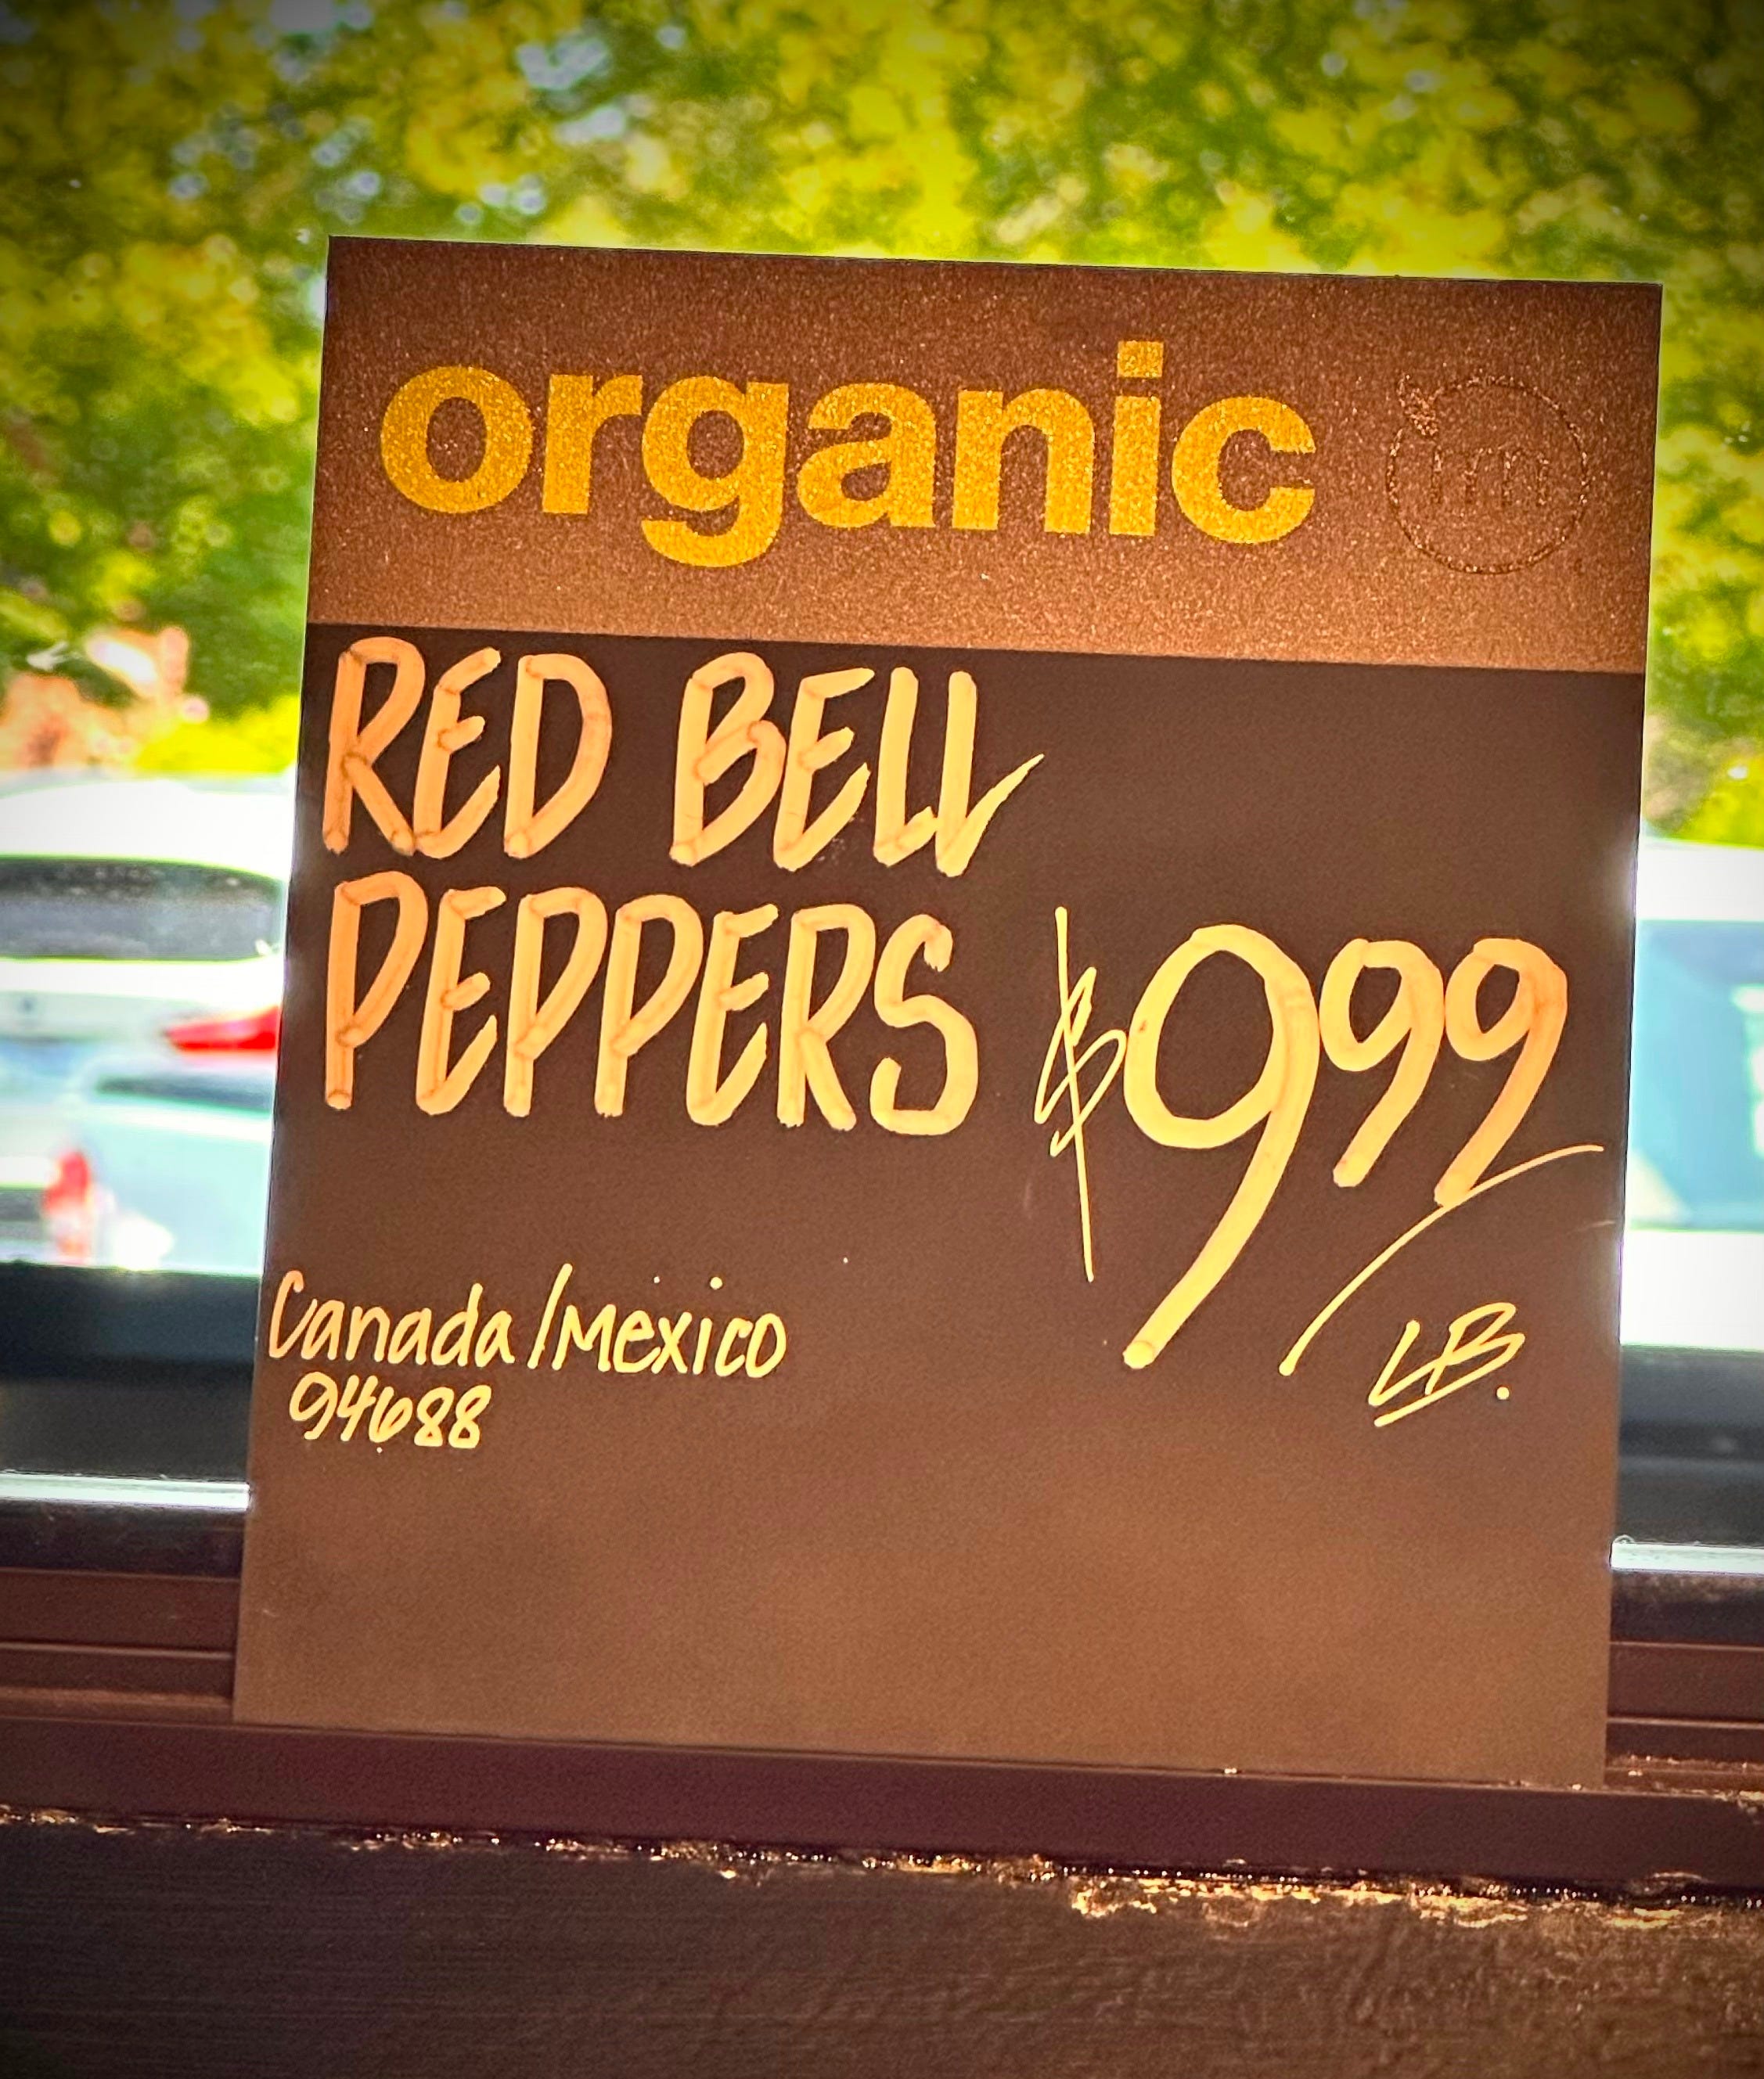 organic
m
RED BELL
PEPPERS $9.99
/LB.
Canada/Mexico
94688